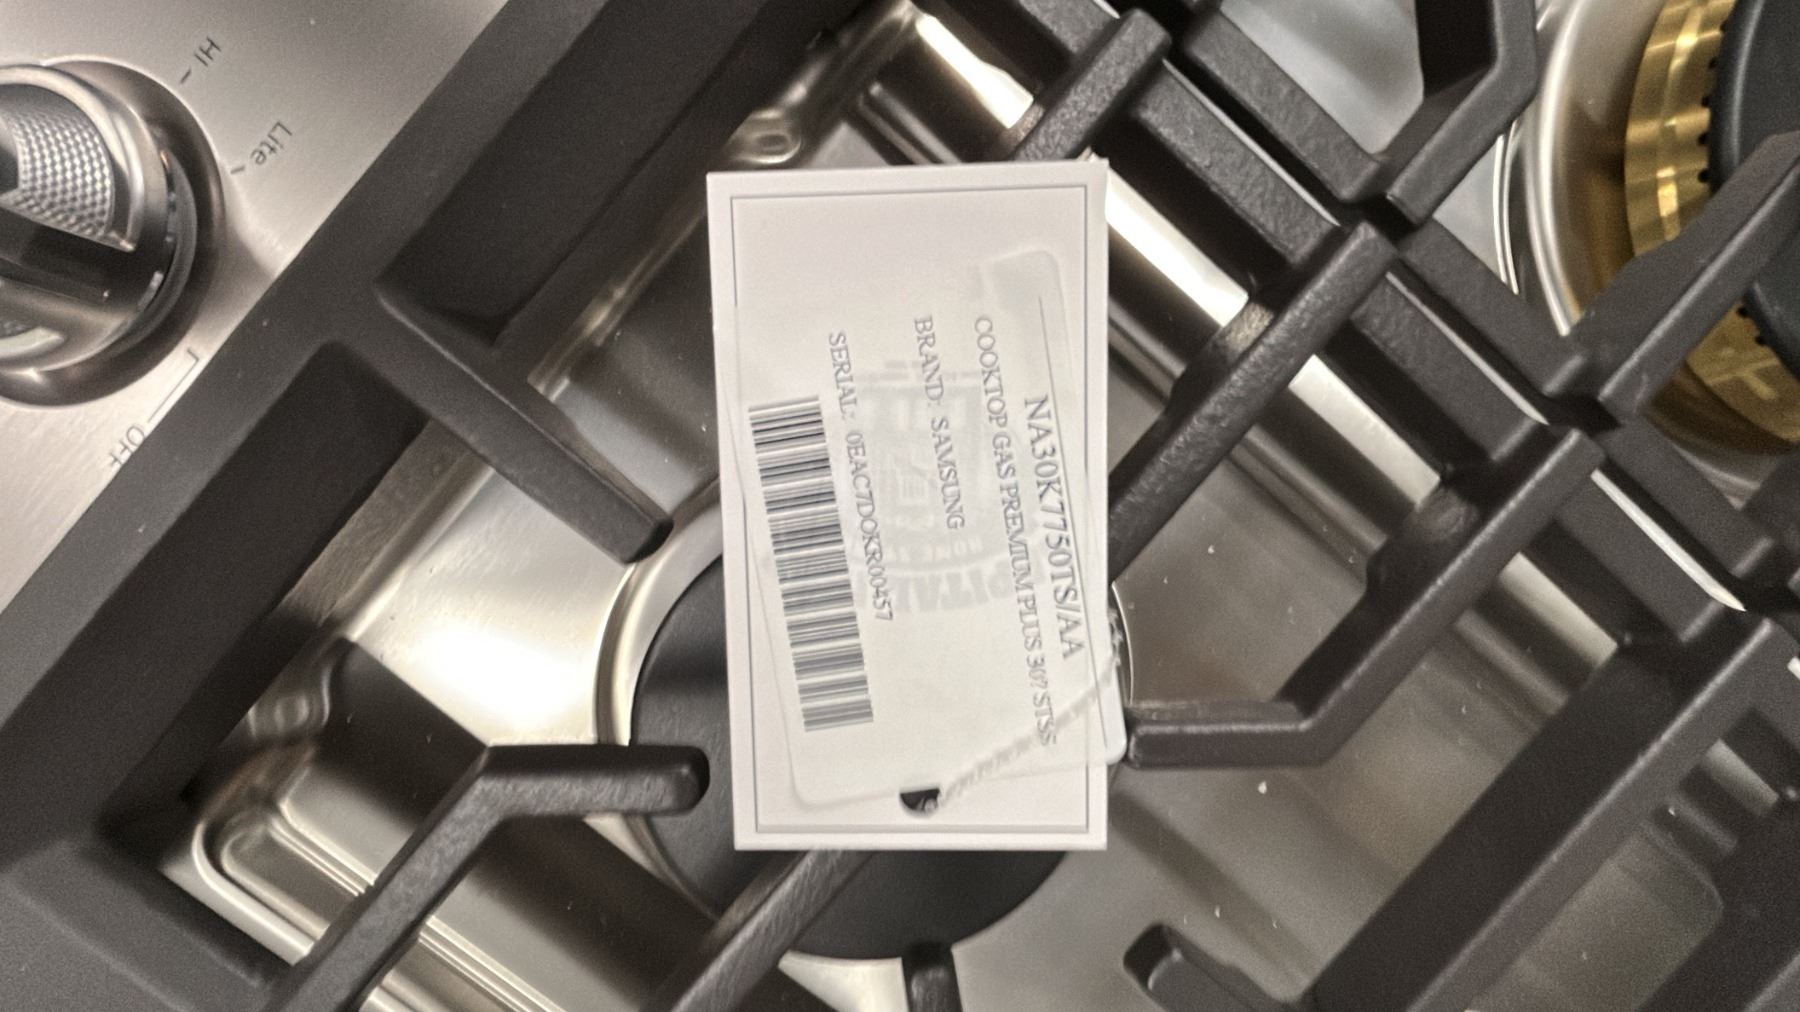 NA30K7750TS/AA
COOKTOP GAS PREMIUM PLUS 30? STSS
BRAND: SAMSUNG
SERIAL: 0EAC7DOKR00457
HI
Lite
OFF